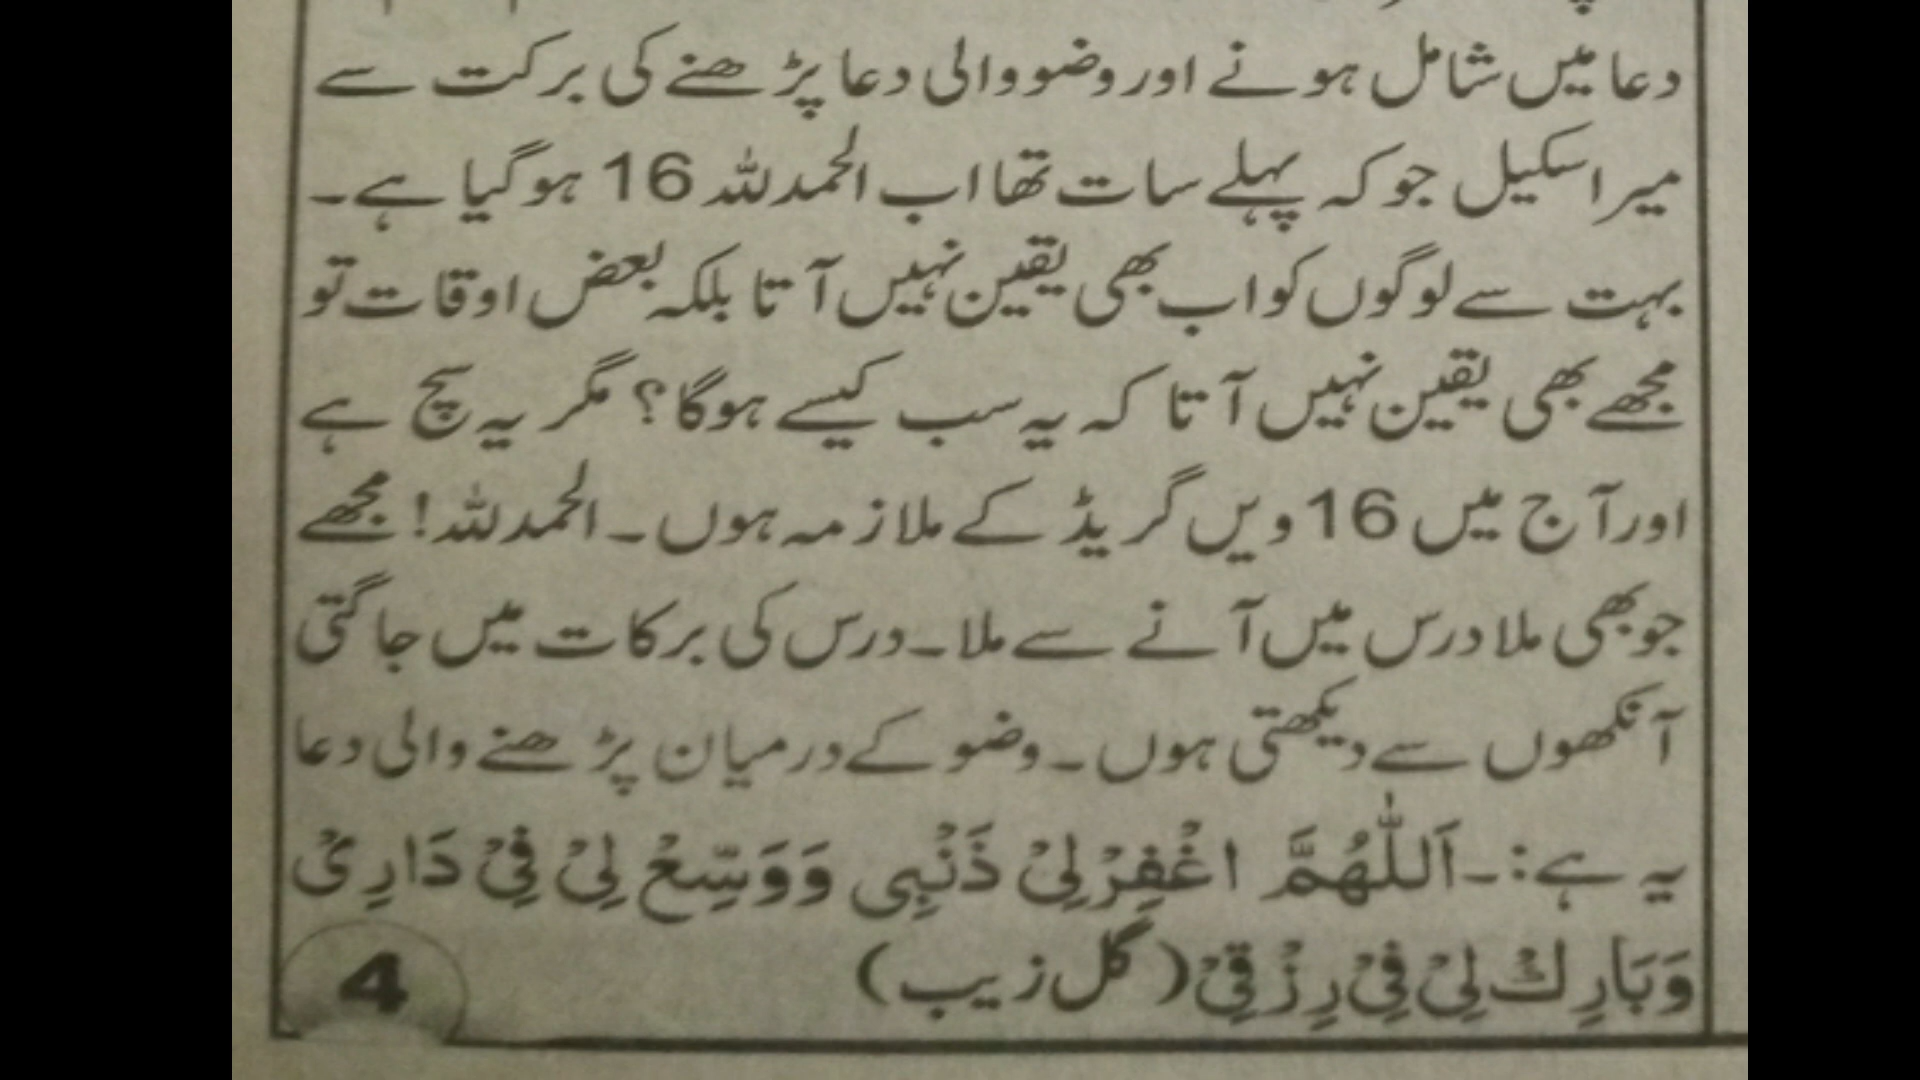 دعا میں شامل ہونے اور وضو والی دعا پڑھنے کی برکت سے
میرا سکیل جو کہ پہلے سات تھا اب الحمدللہ 16 ہو گیا ہے۔
بہت سے لوگوں کو اب بھی یقین نہیں آتا بلکہ بعض اوقات تو
مجھے بھی یقین نہیں آتا کہ یہ سب کیسے ہوگا؟ مگر یہ سچ ہے
اور آج میں 16 ویں گریڈ کے ملازمہ ہوں۔ الحمدللہ! مجھے
جو بھی ملا درس میں آنے سے ملا۔ درس کی برکات میں جاگتی
آنکھوں سے دیکھتی ہوں۔ وضو کے درمیان پڑھنے والی دعا
یہ ہے:۔ اَللّٰهُمَّ اغْفِرْ لِیْ ذَنْبِی وَوَسِّعْ لِیْ فِیْ دَارِیْ
وَبَارِكْ لِیْ فِیْ رِزْقِیْ (گل زیب)
4